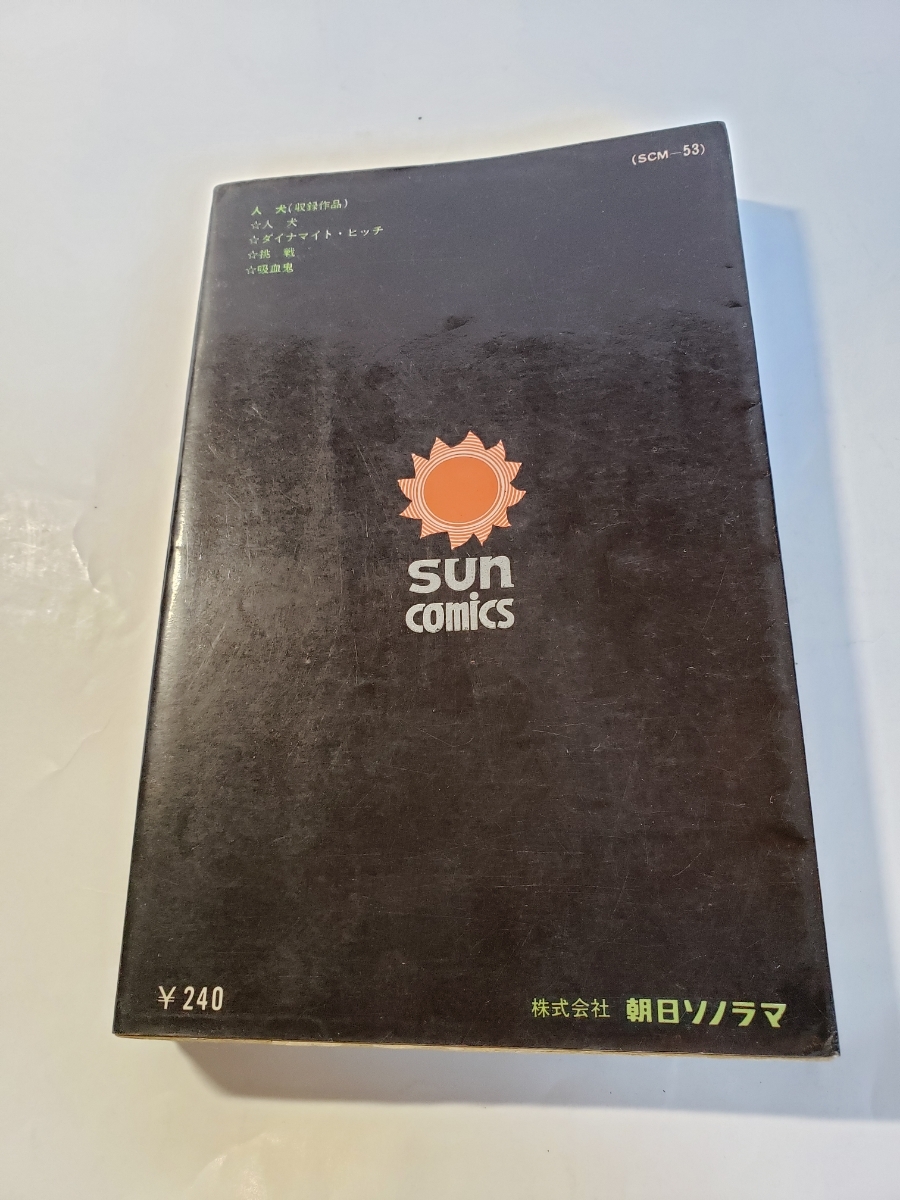 (SCM—53)
人 犬(収録作品)
☆人 犬
☆ダイナマイト・ヒッチ
☆挑 戦
☆吸血鬼
sun
comics
¥240
株式会社 朝日ソノラマ